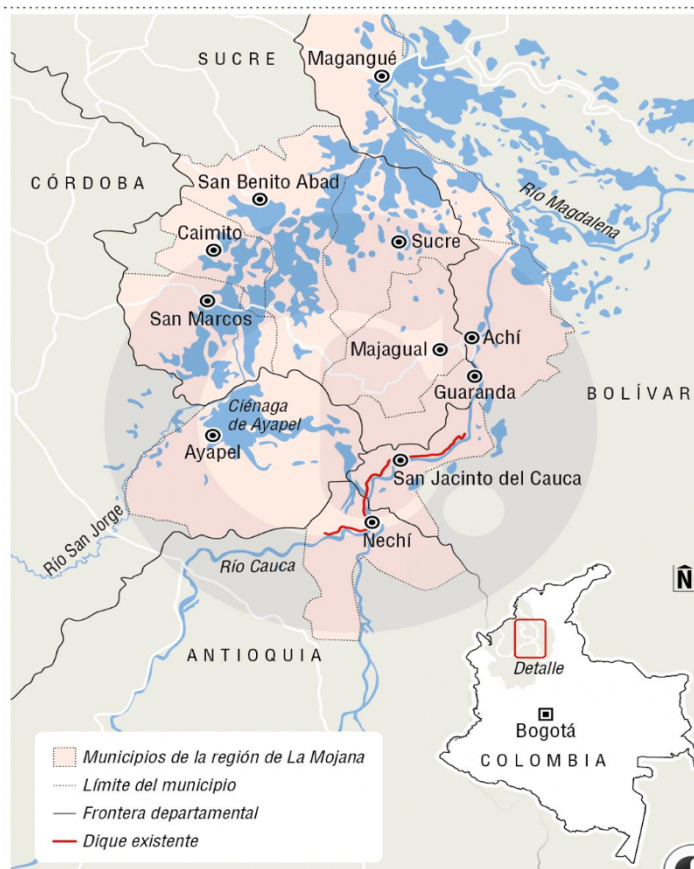 SUCRE
Magangué
CÓRDOBA
San Benito Abad
Río Magdalena
Caimito
Sucre
San Marcos
Majagual
Achí
Guaranda
BOLÍVAR
Ciénaga
de Ayapel
Ayapel
San Jacinto del Cauca
Río San Jorge
Nechí
Río Cauca
N
ANTIOQUIA
Detalle
Bogotá
COLOMBIA
Municipios de la región de La Mojana
Límite del municipio
Frontera departamental
Dique existente